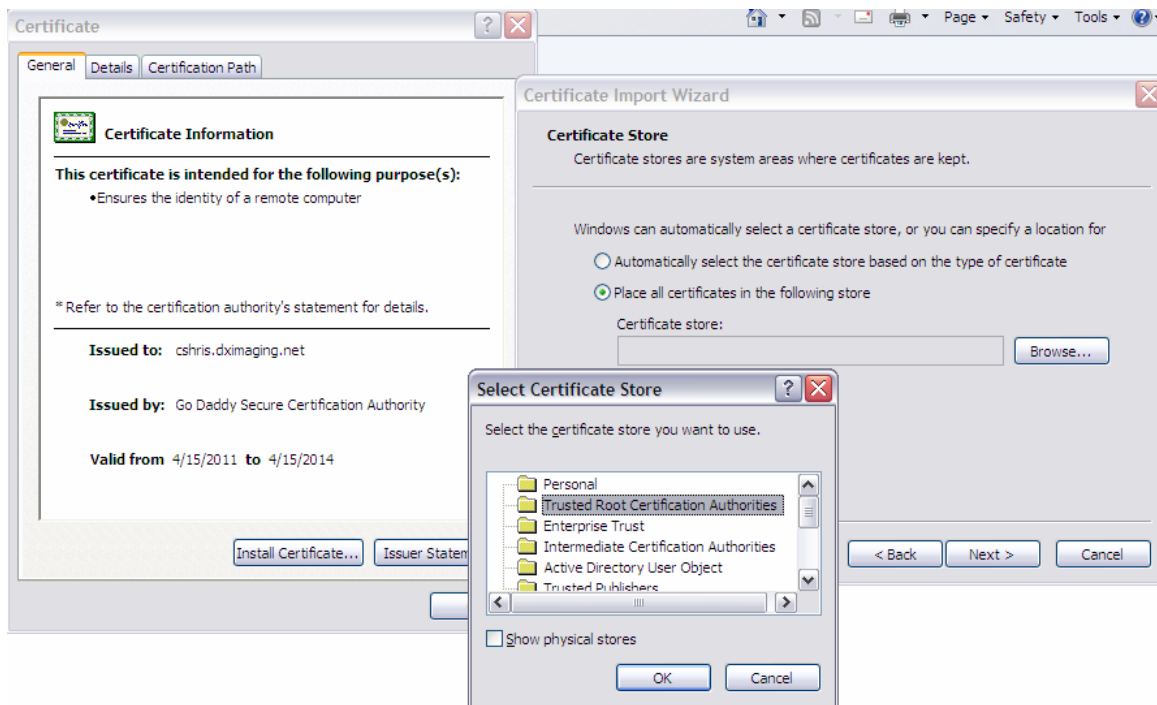 Page
Safety
Tools
Certificate
General
Details
Certification Path
Certificate Information
This certificate is intended for the following purpose(s):
•Ensures the identity of a remote computer
* Refer to the certification authority's statement for details.
Issued to: cshris.dximaging.net
Issued by: Go Daddy Secure Certification Authority
Valid from 4/15/2011 to 4/15/2014
Install Certificate...
Issuer Statem
Certificate Import Wizard
Certificate Store
Certificate stores are system areas where certificates are kept.
Windows can automatically select a certificate store, or you can specify a location for
Automatically select the certificate store based on the type of certificate
Place all certificates in the following store
Certificate store:
Browse...
< Back
Next >
Cancel
Select Certificate Store
Select the certificate store you want to use.
Personal
Trusted Root Certification Authorities
Enterprise Trust
Intermediate Certification Authorities
Active Directory User Object
Trusted Publishers
Show physical stores
OK
Cancel